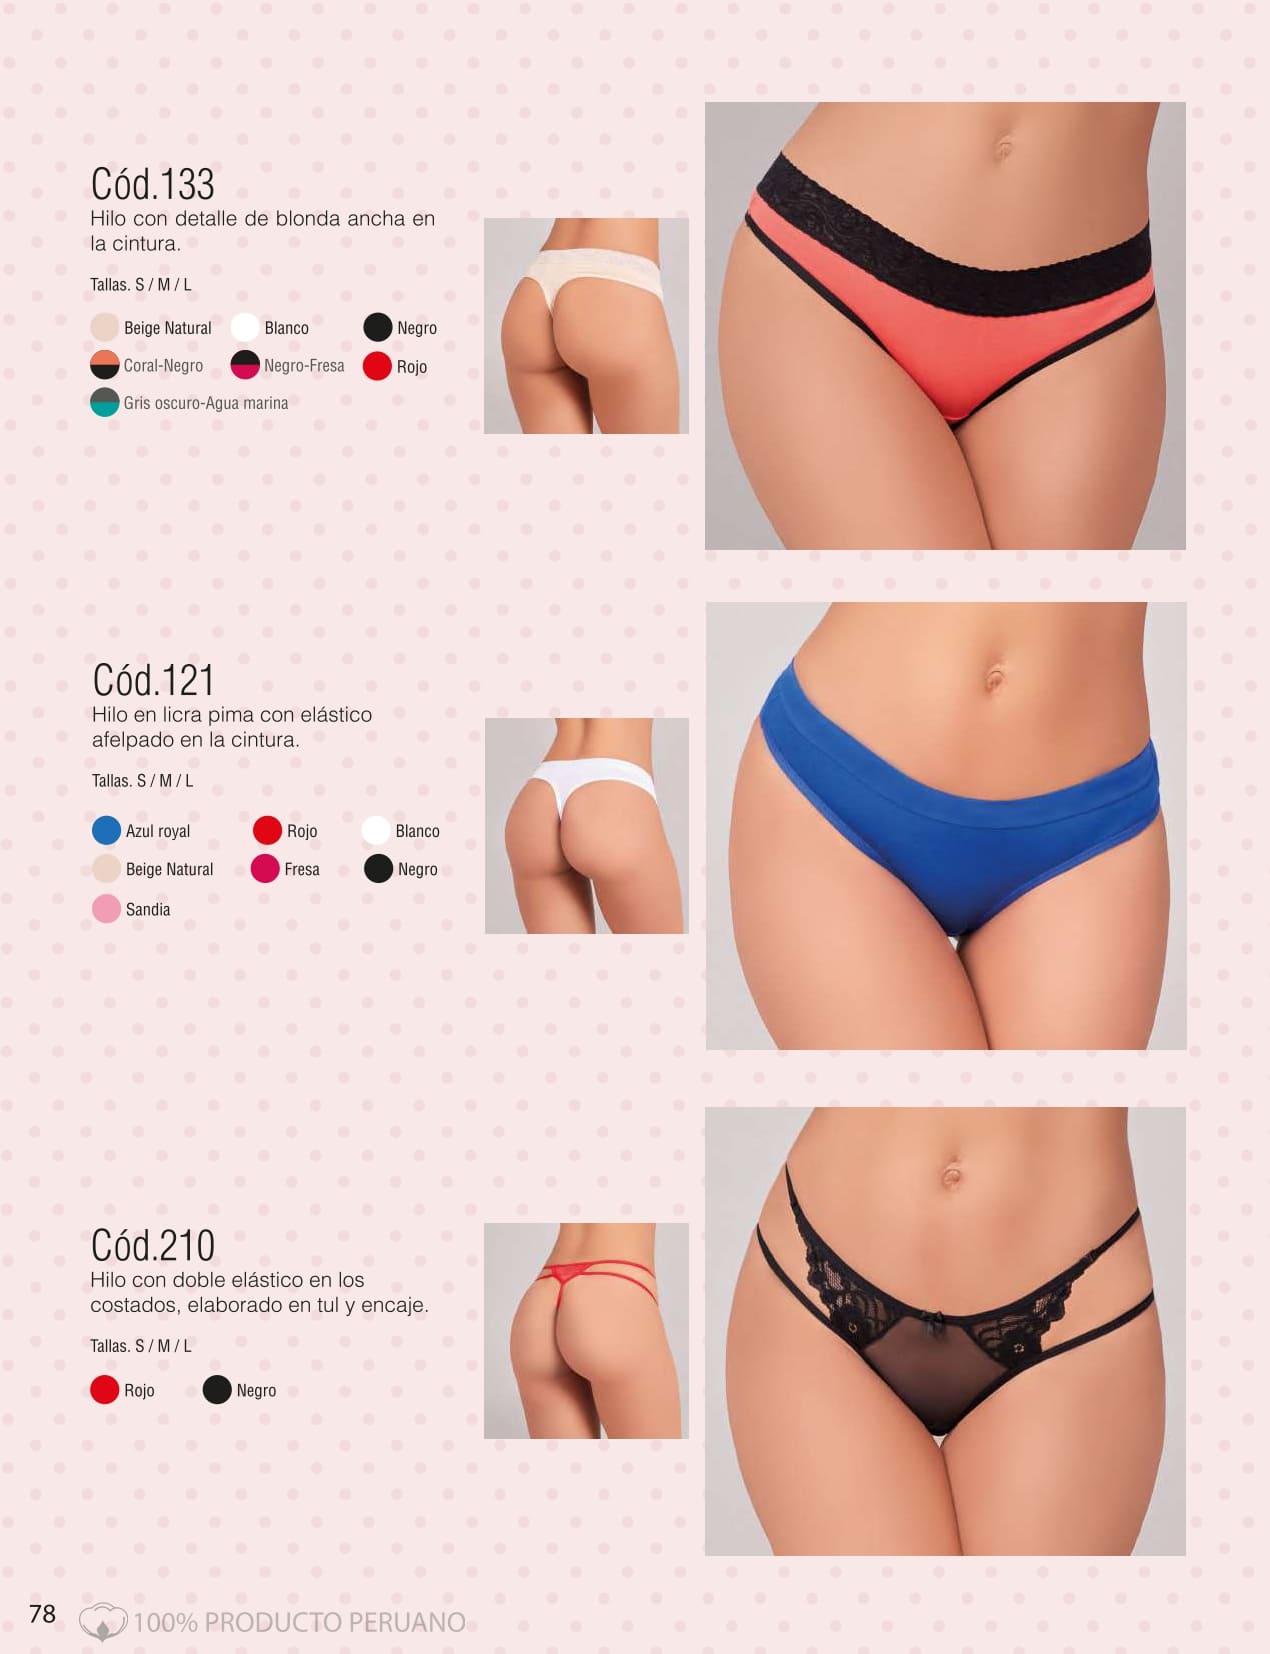 Cód.133
Hilo con detalle de blonda ancha en
la cintura.
Tallas. S / M / L
Beige Natural Blanco Negro
Coral-Negro Negro-Fresa Rojo
Gris oscuro-Agua marina
Cód.121
Hilo en licra pima con elástico
afelpado en la cintura.
Tallas. S / M / L
Azul royal Rojo Blanco
Beige Natural Fresa Negro
Sandia
Cód.210
Hilo con doble elástico en los
costados, elaborado en tul y encaje.
Tallas. S / M / L
Rojo Negro
78 100% PRODUCTO PERUANO